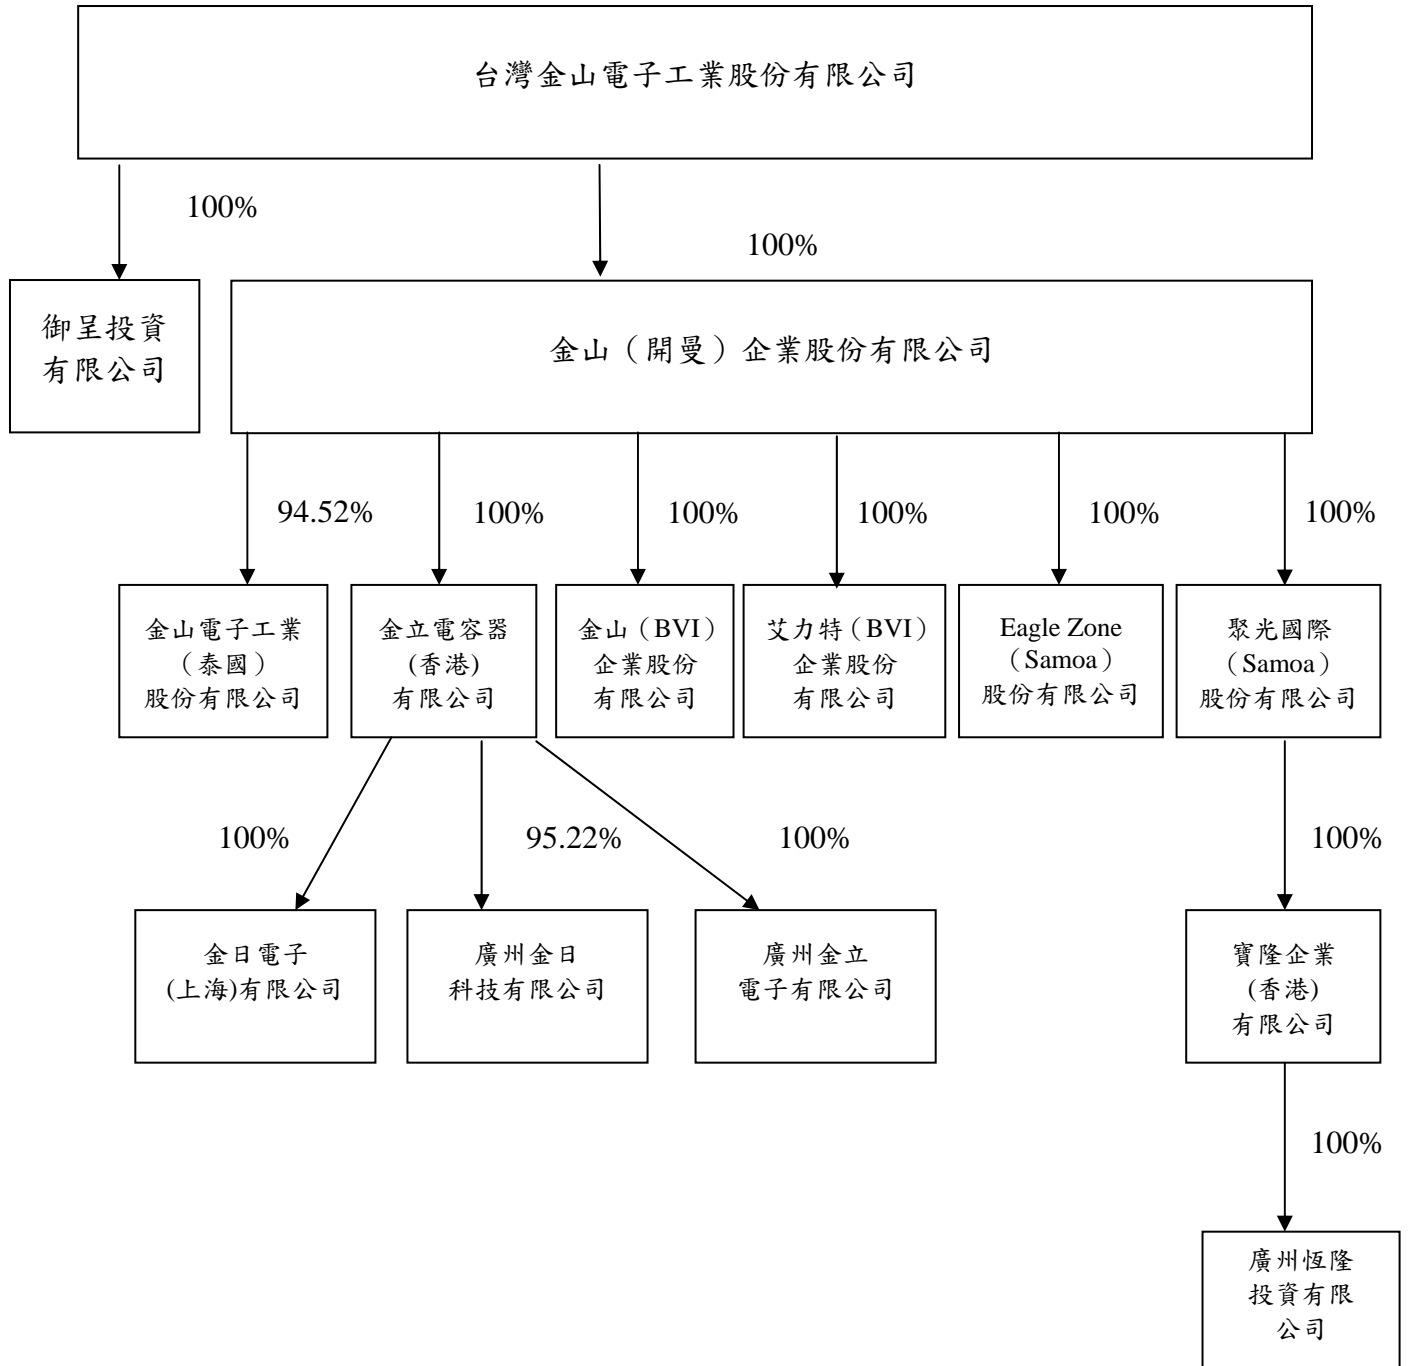 台灣金山電子工業股份有限公司
100%
100%
御呈投資
有限公司
金山（開曼）企業股份有限公司
94.52%
100%
100%
100%
100%
100%
金山電子工業
（泰國）
股份有限公司
金立電容器
(香港)
有限公司
金山（BVI）
企業股份
有限公司
艾力特（BVI）
企業股份
有限公司
Eagle Zone
（Samoa）
股份有限公司
聚光國際
（Samoa）
股份有限公司
100%
95.22%
100%
100%
金日電子
(上海)有限公司
廣州金日
科技有限公司
廣州金立
電子有限公司
寶隆企業
(香港)
有限公司
100%
廣州恆隆
投資有限
公司